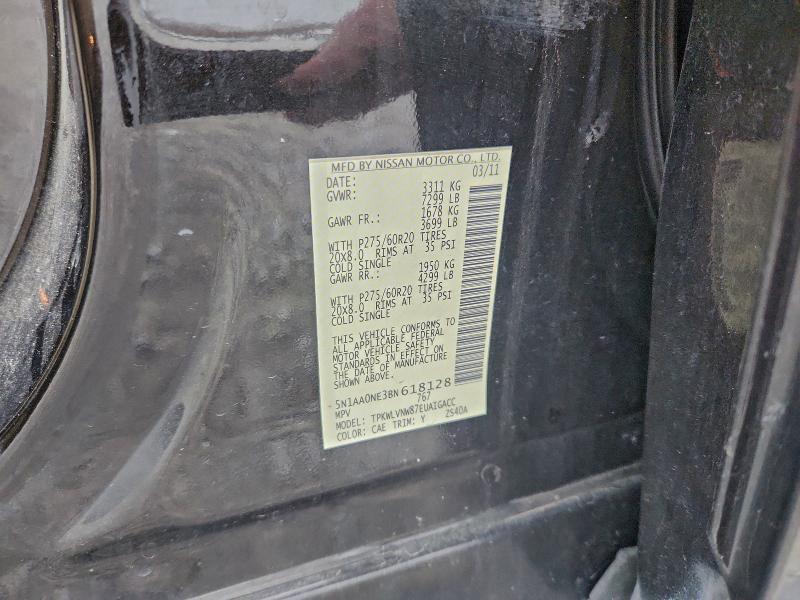 MFD BY NISSAN MOTOR CO., LTD.
DATE: 03/11
GVWR: 3311 KG
7299 LB
GAWR FR.: 1678 KG
3699 LB
WITH P275/60R20 TIRES
20X8.0 RIMS AT 35 PSI
COLD SINGLE
GAWR RR.: 1950 KG
4299 LB
WITH P275/60R20 TIRES
20X8.0 RIMS AT 35 PSI
COLD SINGLE
THIS VEHICLE CONFORMS TO
ALL APPLICABLE FEDERAL
MOTOR VEHICLE SAFETY
STANDARDS IN EFFECT ON
THE DATE OF MANUFACTURE
SHOWN ABOVE.
5N1AA0NE3BN618128
MPV 767
MODEL: TPKWLVNW87EUAIGACC
COLOR: CAE TRIM: Y 2S40A